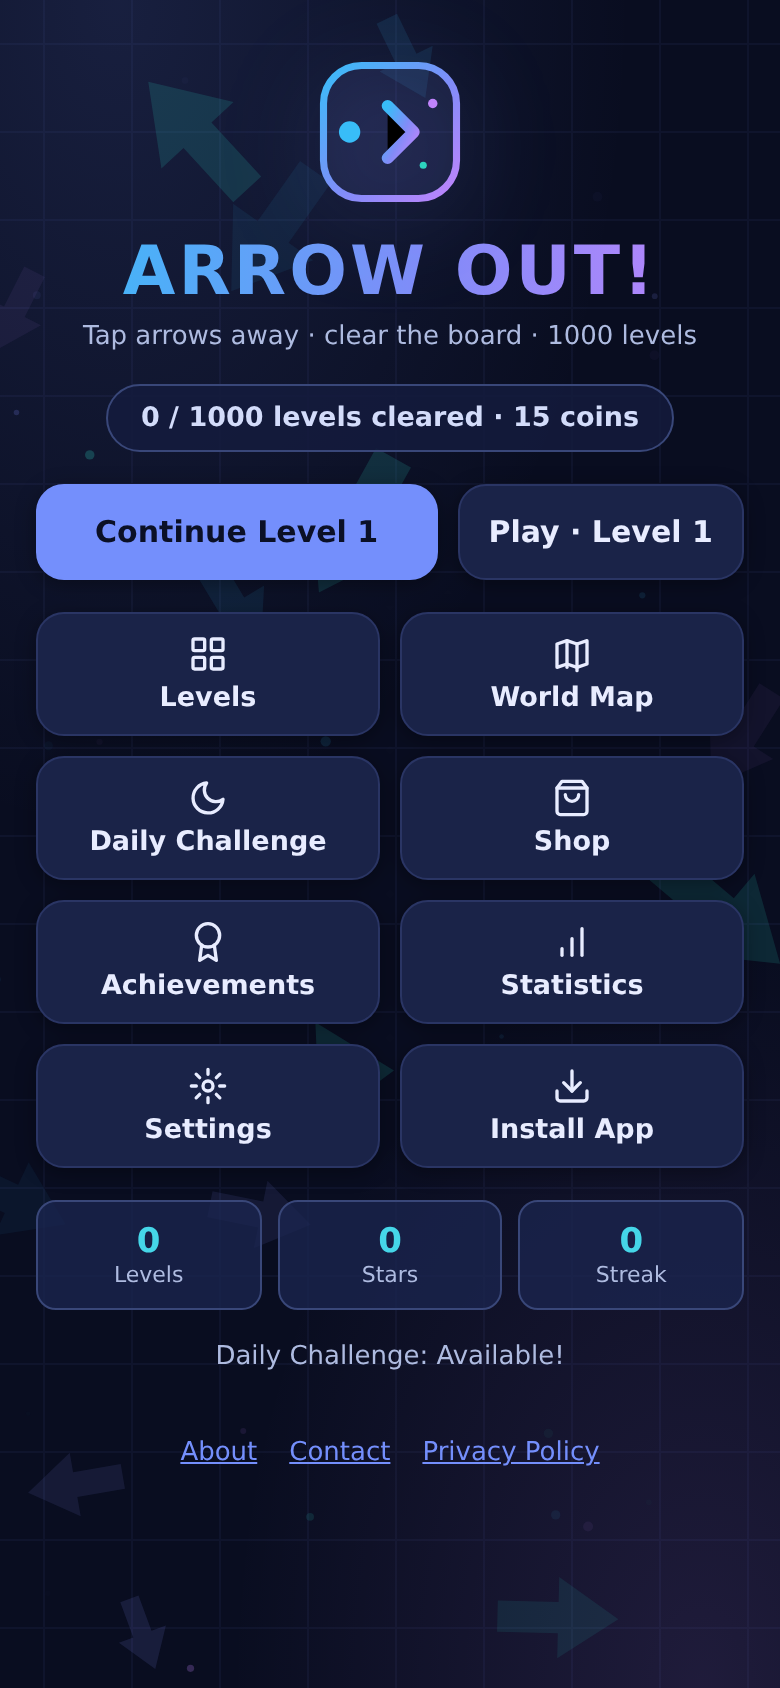 ARROW OUT!
Tap arrows away · clear the board · 1000 levels
0 / 1000 levels cleared · 15 coins
Continue Level 1
Play · Level 1
Levels
World Map
Daily Challenge
Shop
Achievements
Statistics
Settings
Install App
0
Levels
0
Stars
0
Streak
Daily Challenge: Available!
About
Contact
Privacy Policy